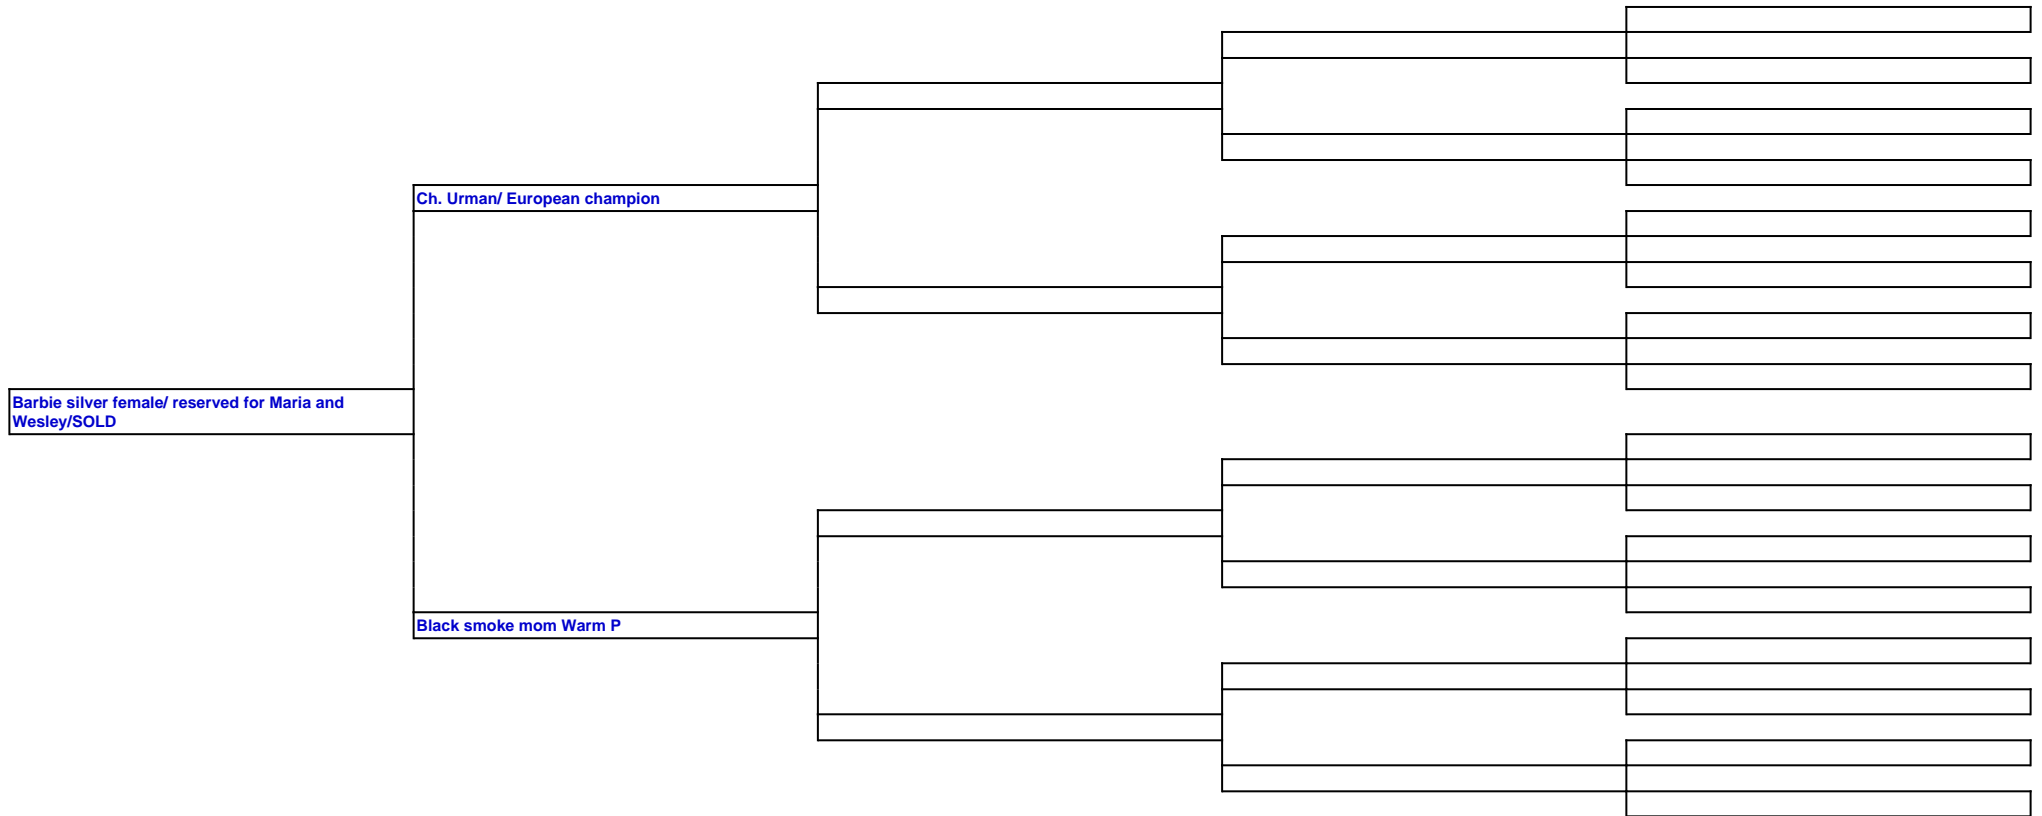 Ch. Urman/ European champion
Barbie silver female/ reserved for Maria and
Wesley/SOLD
Black smoke mom Warm P